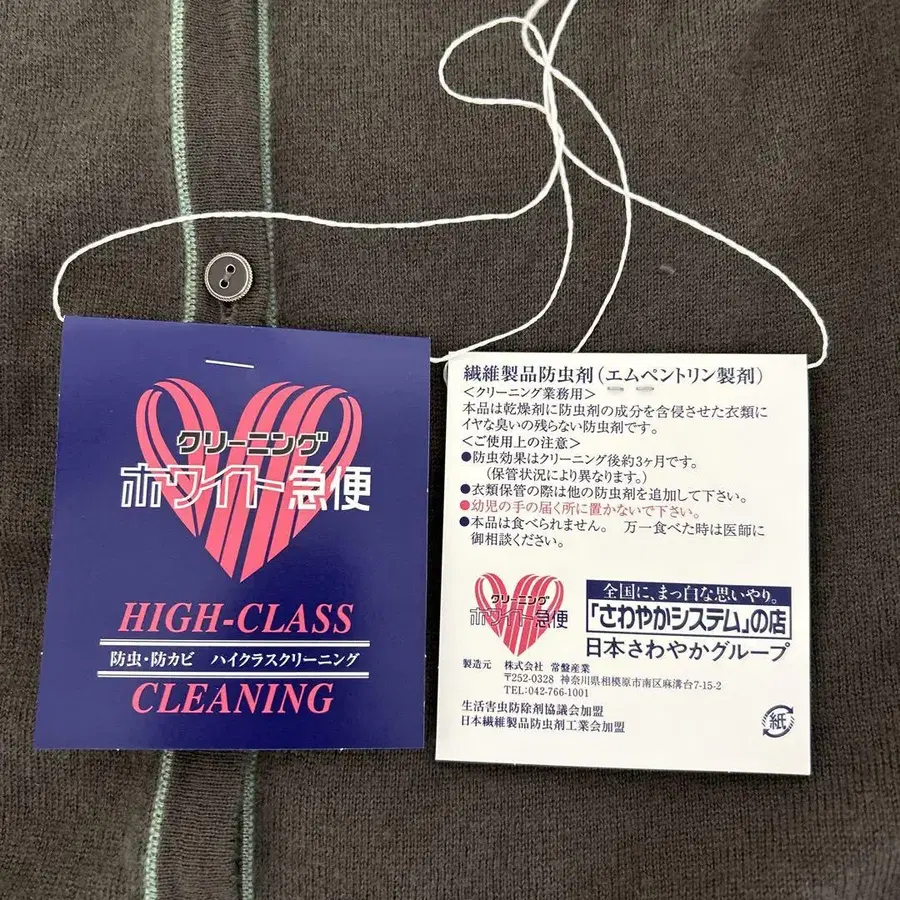 クリーニング
ホワイト急便
HIGH-CLASS
防虫・防カビ ハイクラスクリーニング
CLEANING
繊維製品防虫剤(エムペントリン製剤)
<クリーニング業務用>
本品は乾燥剤に防虫剤の成分を含侵させた衣類に
イヤな臭いの残らない防虫剤です。
<ご使用上の注意>
●防虫効果はクリーニング後約3ヶ月です。
(保管状況により異なります。)
●衣類保管の際は他の防虫剤を追加して下さい。
●幼児の手の届く所に置かないで下さい。
●本品は食べられません。 万一食べた時は医師に
御相談ください。
クリーニング
ホワイト急便
全国に、まっ白な思いやり。
「さわやかシステム」の店
日本さわやかグループ
製造元 株式会社 常盤産業
〒252-0328 神奈川県相模原市南区麻溝台7-15-2
TEL:042-766-1001
生活害虫防除剤協議会加盟
日本繊維製品防虫剤工業会加盟
紙